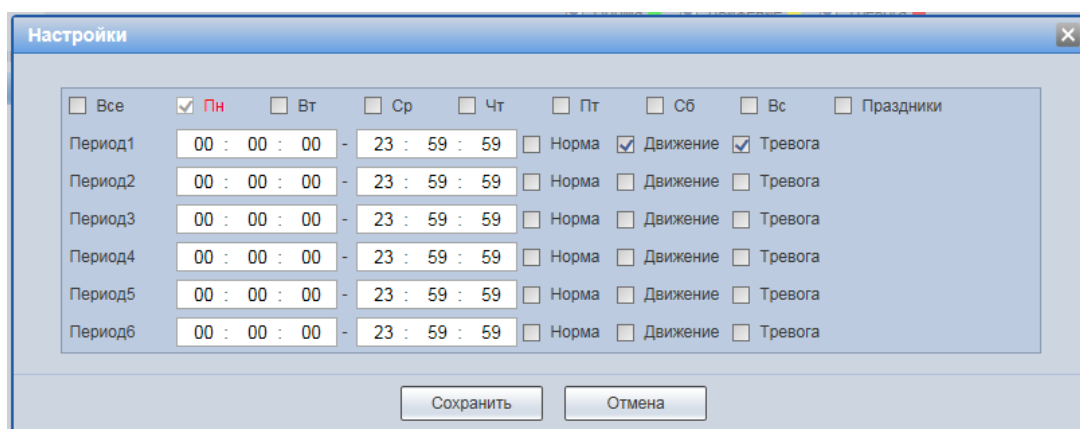 Настройки
Все Пн Вт Ср Чт Пт Сб Вс Праздники
Период1 00 : 00 : 00 - 23 : 59 : 59 Норма Движение Тревога
Период2 00 : 00 : 00 - 23 : 59 : 59 Норма Движение Тревога
Период3 00 : 00 : 00 - 23 : 59 : 59 Норма Движение Тревога
Период4 00 : 00 : 00 - 23 : 59 : 59 Норма Движение Тревога
Период5 00 : 00 : 00 - 23 : 59 : 59 Норма Движение Тревога
Период6 00 : 00 : 00 - 23 : 59 : 59 Норма Движение Тревога
Сохранить Отмена